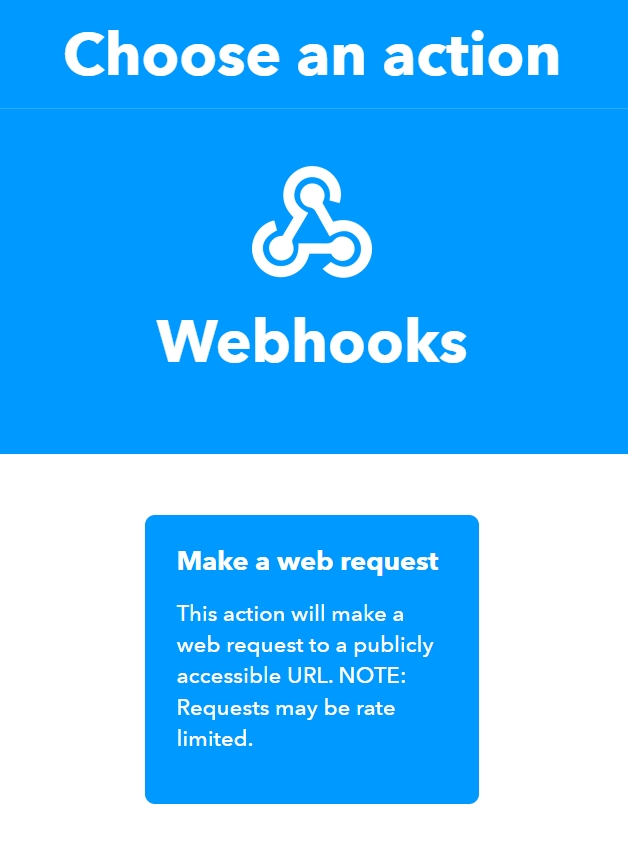 Choose an action
Webhooks
Make a web request
This action will make a
web request to a publicly
accessible URL. NOTE:
Requests may be rate
limited.